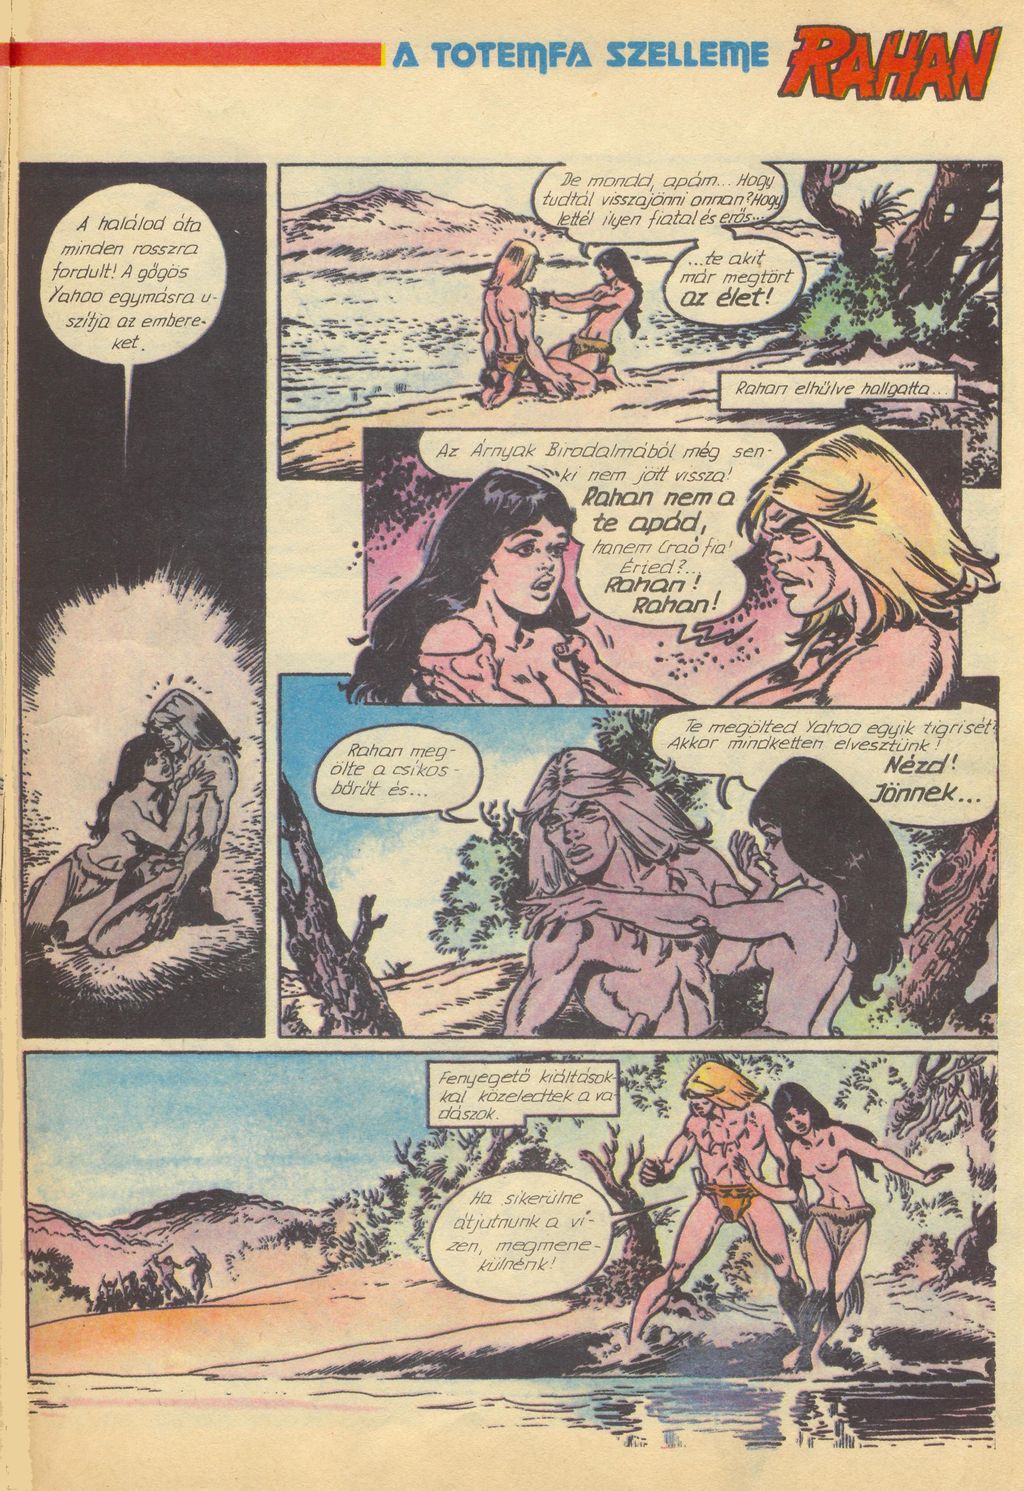 A TOTEMFA SZELLEME
RAHAN
A halálod óta
minden rosszra
fordult! A gőgös
Yahoo egymásra u-
szítja az embere-
ket.
De mondd, apám... Hogy
tudtál visszajönni onnan? Hogy
lettél ilyen fiatal és erős...
...te akit
már megtört
az élet!
Rahan elhűlve hallgatta...
Az Árnyak Birodalmából még sen-
ki nem jött vissza!
Rahan nem a
te apád,
hanem Craó fia!
Érted?...
Rahan!
Rahan!
Rahan meg-
ölte a csíkos-
bőrűt és...
Te megölted Yahoo egyik tigrisét?
Akkor mindketten elvesztünk!
Nézd!
Jönnek...
Fenyegető kiáltások-
kal közeledtek a va-
dászok.
Ha sikerülne
átjutnunk a ví-
zen, megmene-
külnénk!